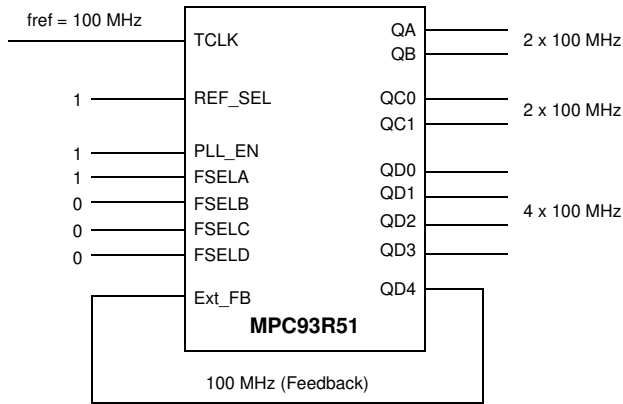 fref = 100 MHz
TCLK
QA
QB
2 x 100 MHz
1
REF_SEL
QC0
QC1
2 x 100 MHz
1
PLL_EN
1
FSELA
0
FSELB
0
FSELC
0
FSELD
QD0
QD1
QD2
QD3
4 x 100 MHz
Ext_FB
QD4
MPC93R51
100 MHz (Feedback)